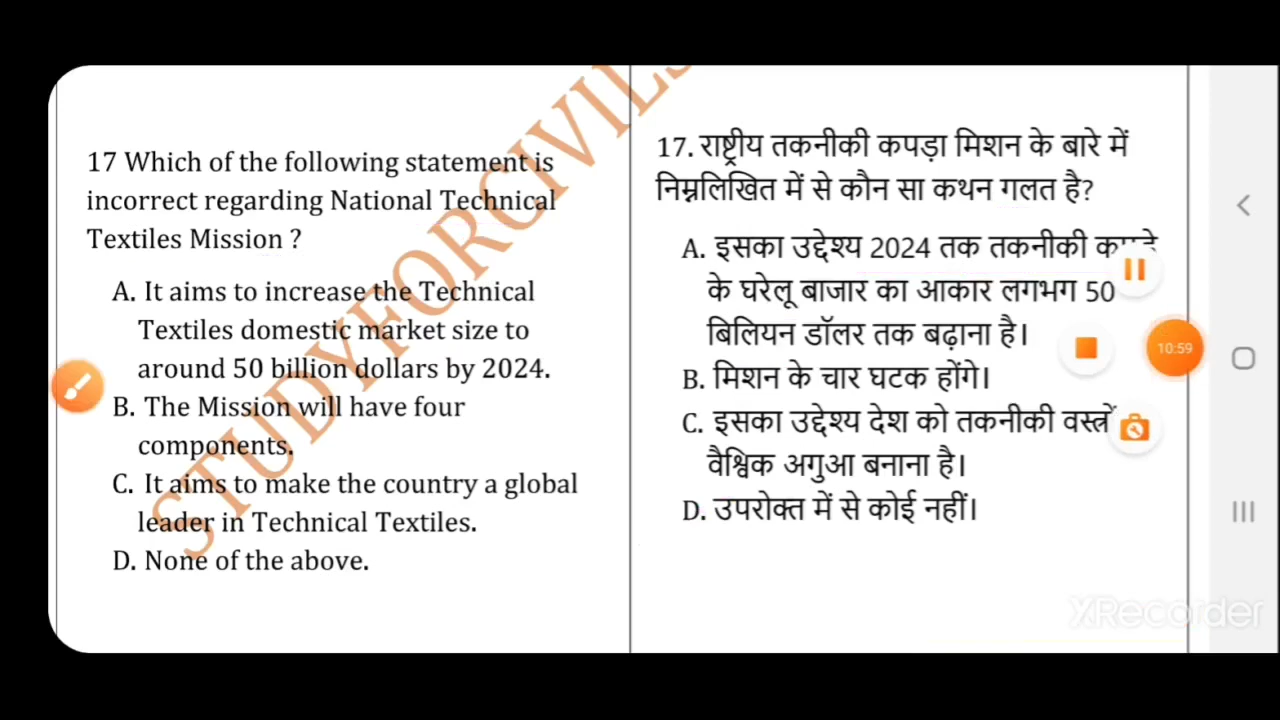 17 Which of the following statement is
incorrect regarding National Technical
Textiles Mission ?
A. It aims to increase the Technical
Textiles domestic market size to
around 50 billion dollars by 2024.
B. The Mission will have four
components.
C. It aims to make the country a global
leader in Technical Textiles.
D. None of the above.
STUDYFORCIVILS
17. राष्ट्रीय तकनीकी कपड़ा मिशन के बारे में
निम्नलिखित में से कौन सा कथन गलत है?
A. इसका उद्देश्य 2024 तक तकनीकी
के घरेलू बाजार का आकार लगभग 50
बिलियन डॉलर तक बढ़ाना है।
B. मिशन के चार घटक होंगे।
C. इसका उद्देश्य देश को तकनीकी वस्त्रों
वैश्विक अगुआ बनाना है।
D. उपरोक्त में से कोई नहीं।
10:59
XRecorder